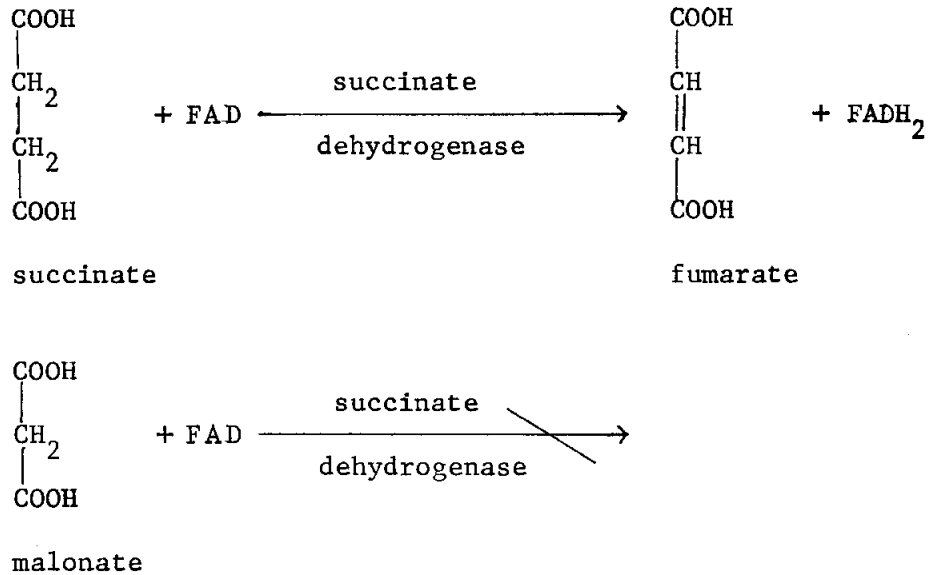 COOH COOH
CH2 succinate CH
+ FAD + FADH2
CH2 dehydrogenase CH
COOH COOH
succinate fumarate
COOH
succinate
CH2 + FAD
dehydrogenase
COOH
malonate